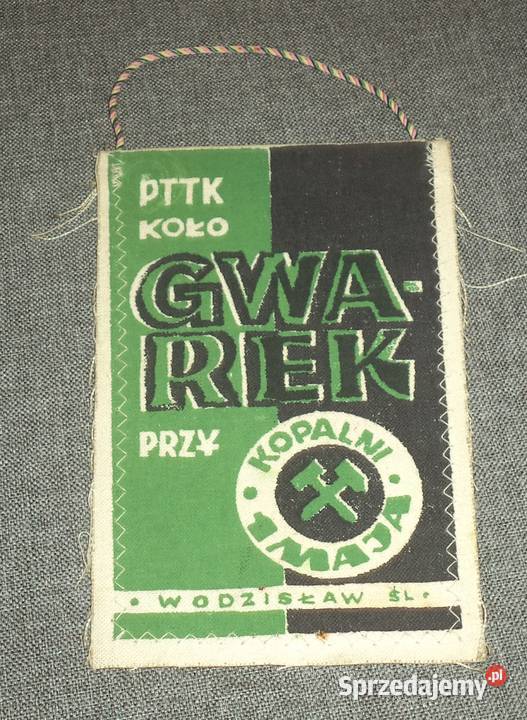 PTTK
KOŁO
GWA-
REK
PRZY
KOPALNI
1 MAJA
WODZISŁAW ŚL.
Sprzedajemy.pl